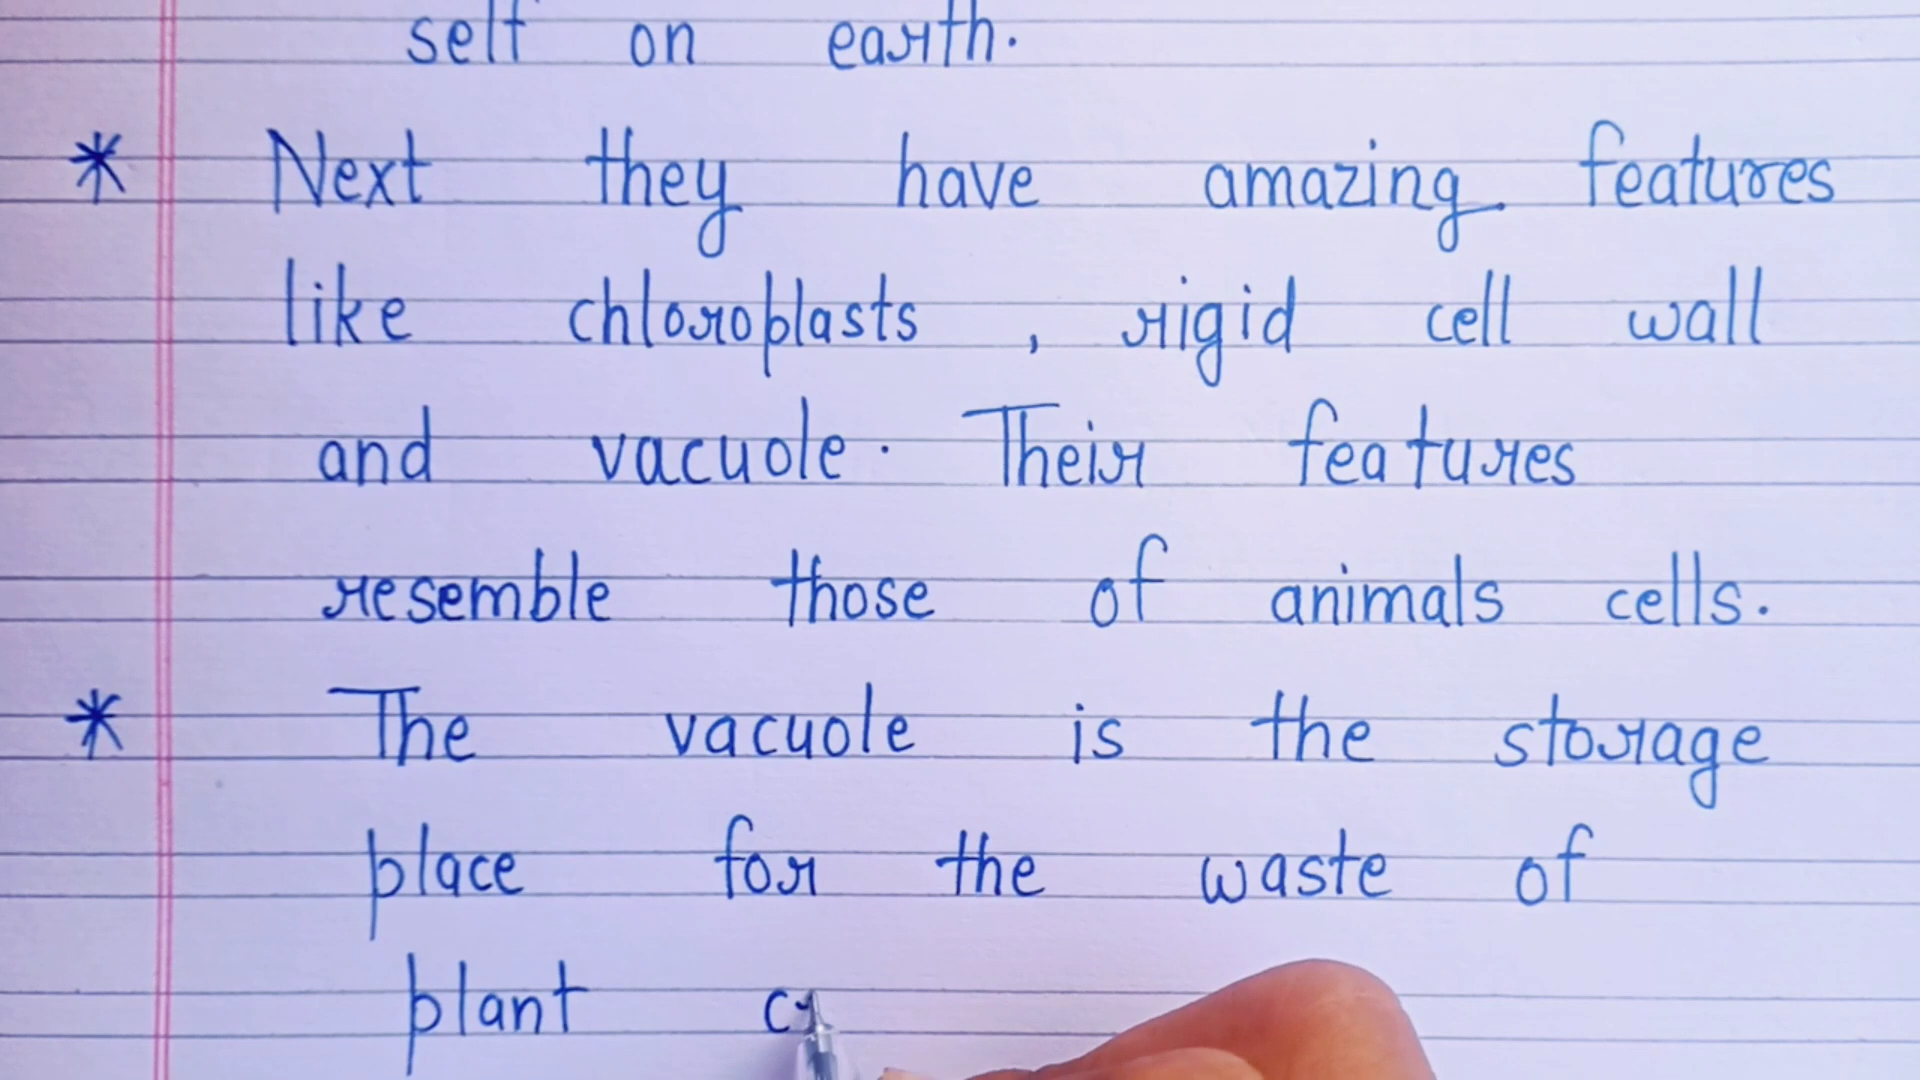 self on earth.
* Next they have amazing features
like chloroplasts , rigid cell wall
and vacuole. Their features
resemble those of animals cells.
* The vacuole is the storage
place for the waste of
plant